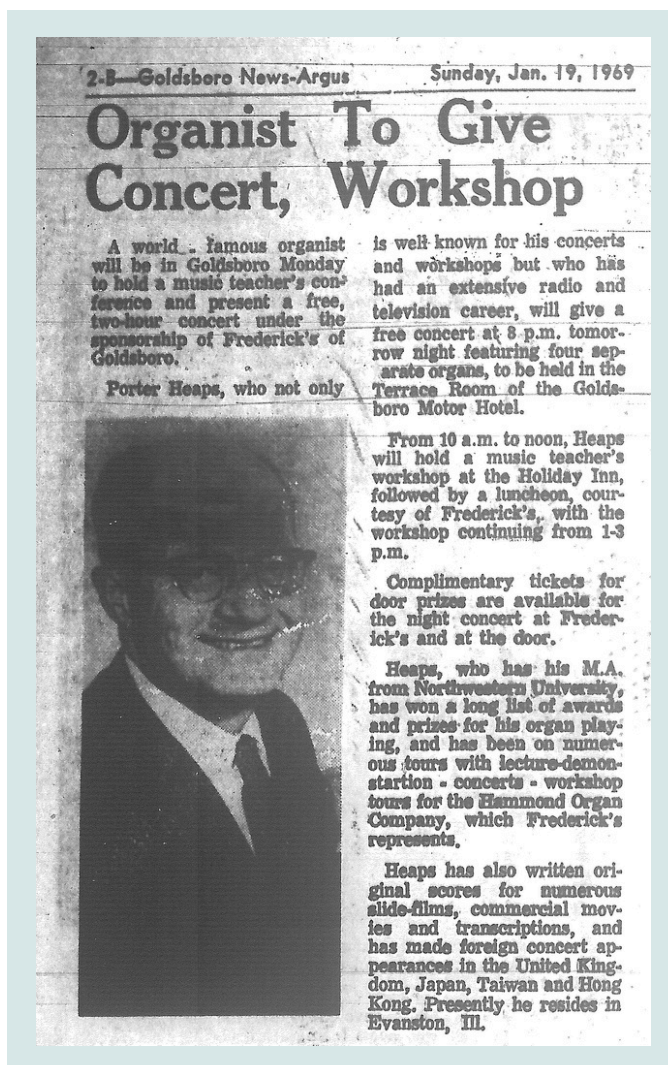 2-B—Goldsboro News-Argus
Sunday, Jan. 19, 1969
Organist To Give
Concert, Workshop
A world - famous organist
will be in Goldsboro Monday
to hold a music teacher's con-
ference and present a free,
two-hour concert under the
sponsorship of Frederick's of
Goldsboro.
Porter Heaps, who not only
is well known for his concerts
and workshops but who has
had an extensive radio and
television career, will give a
free concert at 8 p.m. tomor-
row night featuring four sep-
arate organs, to be held in the
Terrace Room of the Golds-
boro Motor Hotel.
From 10 a.m. to noon, Heaps
will hold a music teacher's
workshop at the Holiday Inn,
followed by a luncheon, cour-
tesy of Frederick's, with the
workshop continuing from 1-3
p.m.
Complimentary tickets for
door prizes are available for
the night concert at Freder-
ick's and at the door.
Heaps, who has his M.A.
from Northwestern University,
has won a long list of awards
and prizes for his organ play-
ing, and has been on numer-
ous tours with lecture-demon-
startion - concerts - workshop
tours for the Hammond Organ
Company, which Frederick's
represents.
Heaps has also written ori-
ginal scores for numerous
slide-films, commercial mov-
ies and transcriptions, and
has made foreign concert ap-
pearances in the United King-
dom, Japan, Taiwan and Hong
Kong. Presently he resides in
Evanston, Ill.